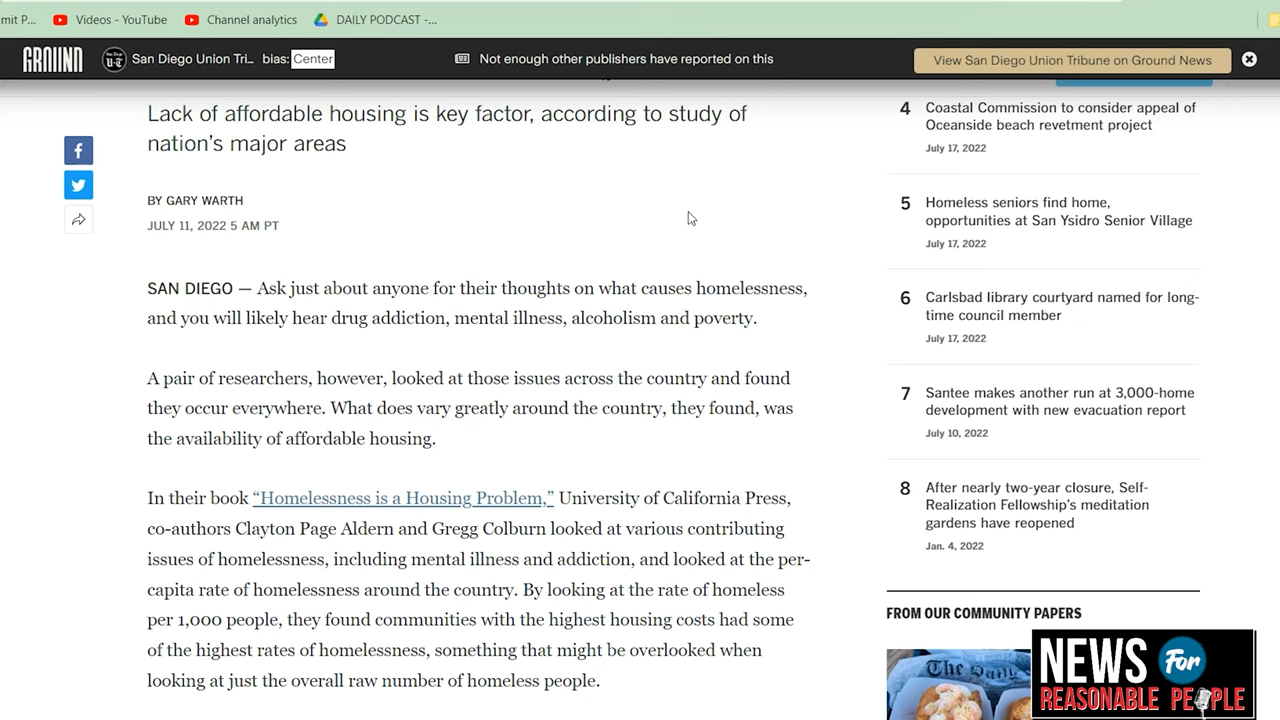 mit P...
Videos - YouTube
Channel analytics
DAILY PODCAST -...
GROUND
San Diego Union Tri...
bias: Center
Not enough other publishers have reported on this
View San Diego Union Tribune on Ground News
Lack of affordable housing is key factor, according to study of
nation's major areas
BY GARY WARTH
JULY 11, 2022 5 AM PT
SAN DIEGO — Ask just about anyone for their thoughts on what causes homelessness,
and you will likely hear drug addiction, mental illness, alcoholism and poverty.
A pair of researchers, however, looked at those issues across the country and found
they occur everywhere. What does vary greatly around the country, they found, was
the availability of affordable housing.
In their book “Homelessness is a Housing Problem,” University of California Press,
co-authors Clayton Page Aldern and Gregg Colburn looked at various contributing
issues of homelessness, including mental illness and addiction, and looked at the per-
capita rate of homelessness around the country. By looking at the rate of homeless
per 1,000 people, they found communities with the highest housing costs had some
of the highest rates of homelessness, something that might be overlooked when
looking at just the overall raw number of homeless people.
4 Coastal Commission to consider appeal of
Oceanside beach revetment project
July 17, 2022
5 Homeless seniors find home,
opportunities at San Ysidro Senior Village
July 17, 2022
6 Carlsbad library courtyard named for long-
time council member
July 17, 2022
7 Santee makes another run at 3,000-home
development with new evacuation report
July 10, 2022
8 After nearly two-year closure, Self-
Realization Fellowship's meditation
gardens have reopened
Jan. 4, 2022
FROM OUR COMMUNITY PAPERS
The Daily
NEWS For
REASONABLE PEOPLE